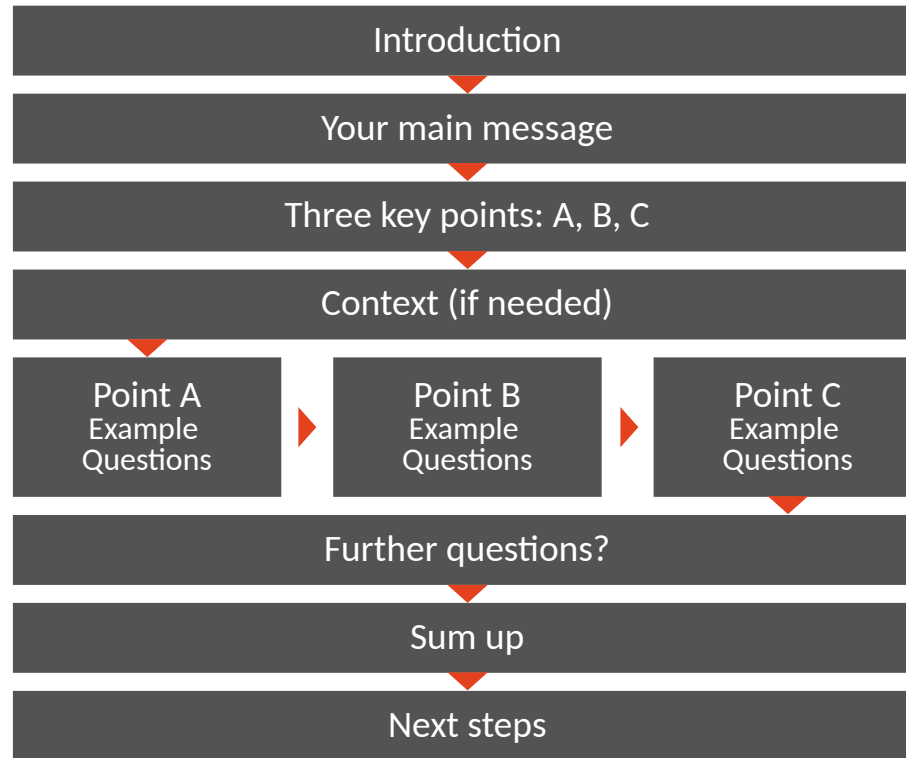 Introduction
Your main message
Three key points: A, B, C
Context (if needed)
Point A
Example
Questions
Point B
Example
Questions
Point C
Example
Questions
Further questions?
Sum up
Next steps